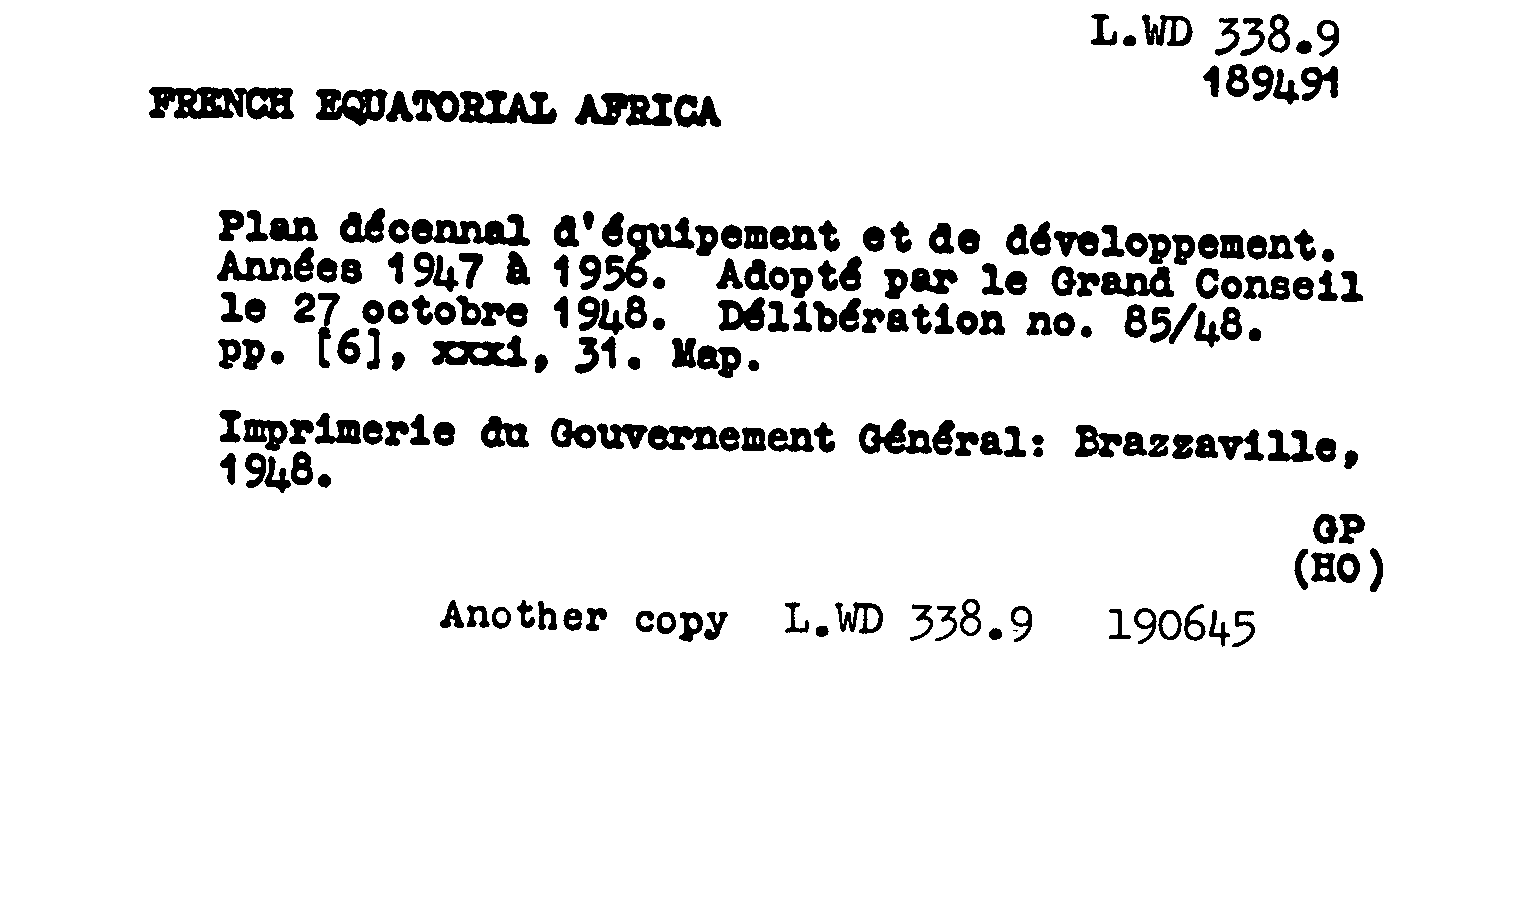 L.WD 338.9
189491
FRENCH EQUATORIAL AFRICA
Plan décennal d'équipement et de développement.
Années 1947 à 1956. Adopté par le Grand Conseil
le 27 octobre 1948. Délibération no. 85/48.
pp. [6], xxxi, 31. Map.
Imprimerie du Gouvernement Général: Brazzaville,
1948.
GP
(HO)
Another copy L.WD 338.9 190645